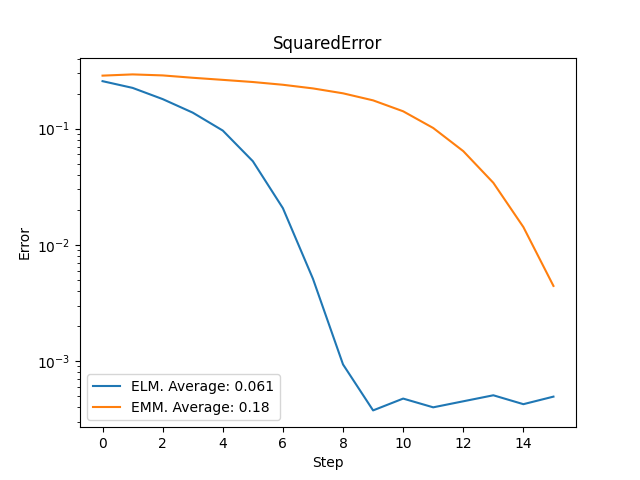 SquaredError
Error
10⁻¹
10⁻²
10⁻³
ELM. Average: 0.061
EMM. Average: 0.18
0 2 4 6 8 10 12 14
Step